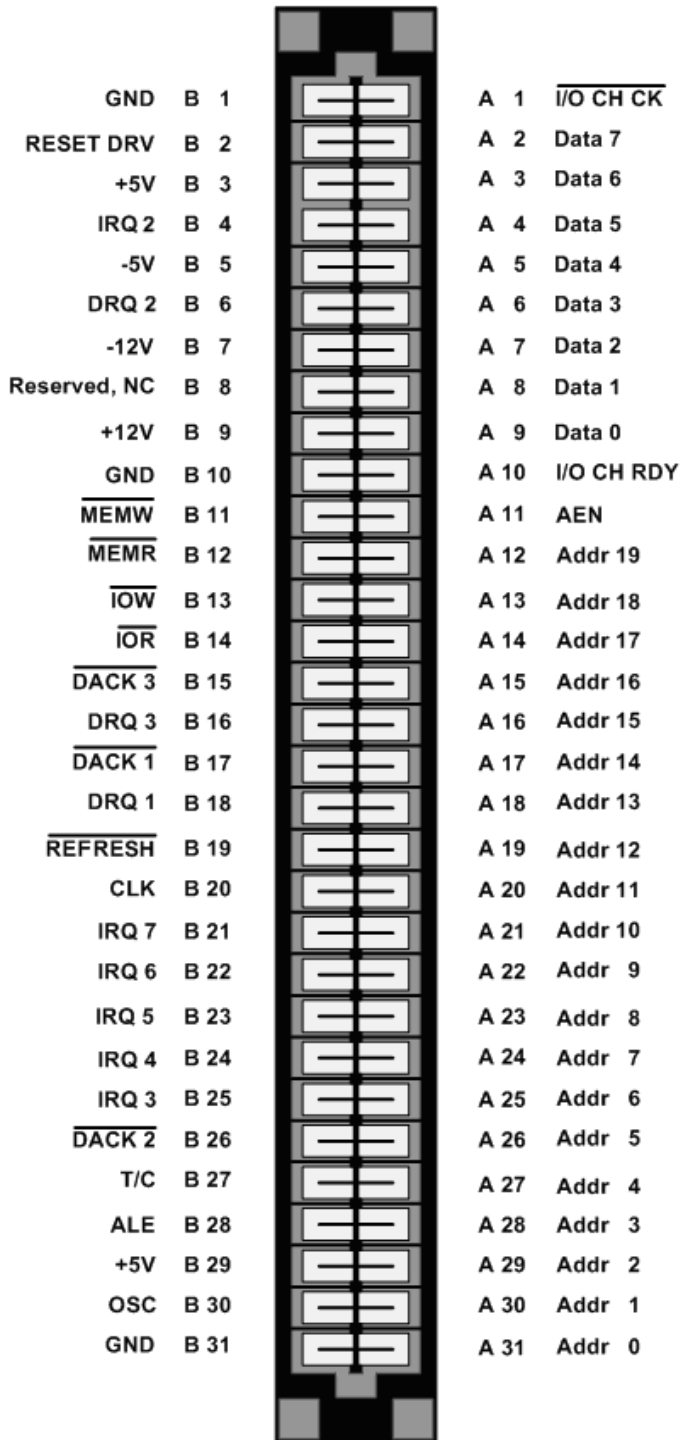 GND B 1 A 1 I/O CH CK
RESET DRV B 2 A 2 Data 7
+5V B 3 A 3 Data 6
IRQ 2 B 4 A 4 Data 5
-5V B 5 A 5 Data 4
DRQ 2 B 6 A 6 Data 3
-12V B 7 A 7 Data 2
Reserved, NC B 8 A 8 Data 1
+12V B 9 A 9 Data 0
GND B 10 A 10 I/O CH RDY
MEMW B 11 A 11 AEN
MEMR B 12 A 12 Addr 19
IOW B 13 A 13 Addr 18
IOR B 14 A 14 Addr 17
DACK 3 B 15 A 15 Addr 16
DRQ 3 B 16 A 16 Addr 15
DACK 1 B 17 A 17 Addr 14
DRQ 1 B 18 A 18 Addr 13
REFRESH B 19 A 19 Addr 12
CLK B 20 A 20 Addr 11
IRQ 7 B 21 A 21 Addr 10
IRQ 6 B 22 A 22 Addr 9
IRQ 5 B 23 A 23 Addr 8
IRQ 4 B 24 A 24 Addr 7
IRQ 3 B 25 A 25 Addr 6
DACK 2 B 26 A 26 Addr 5
T/C B 27 A 27 Addr 4
ALE B 28 A 28 Addr 3
+5V B 29 A 29 Addr 2
OSC B 30 A 30 Addr 1
GND B 31 A 31 Addr 0